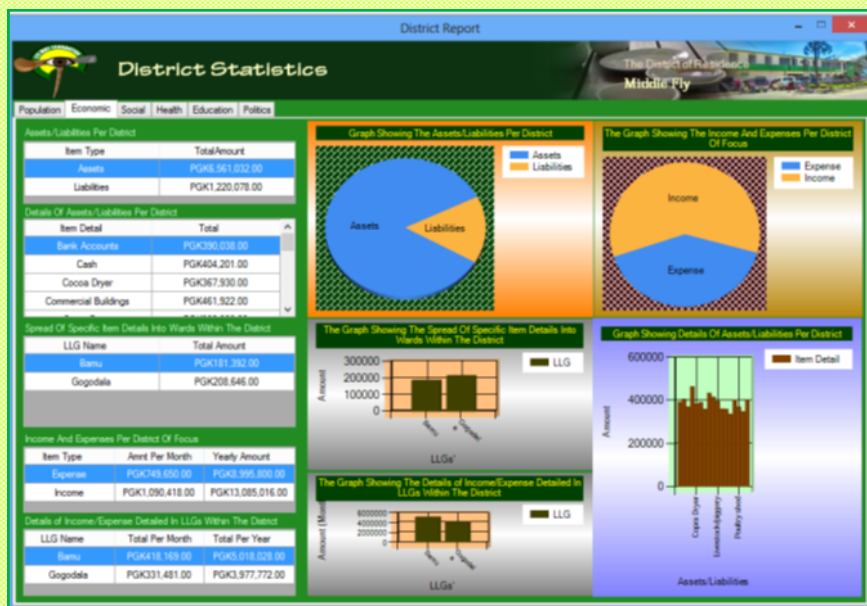 District Report
District Statistics
The District of Residence
Middle Fly
Population Economic Social Health Education Politics
Assets/Liabilities Per District
Item Type TotalAmount
Assets PGK6,561,032.00
Liabilities PGK1,220,078.00
Details Of Assets/Liabilities Per District
Item Detail Total
Bank Accounts PGK390,038.00
Cash PGK404,201.00
Cocoa Dryer PGK367,930.00
Commercial Buildings PGK461,922.00
Spread Of Specific Item Details Into Wards Within The District
LLG Name Total Amount
Bamu PGK181,392.00
Gogodala PGK208,646.00
Income And Expenses Per District Of Focus
Item Type Amnt Per Month Yearly Amount
Expense PGK749,650.00 PGK8,995,800.00
Income PGK1,090,418.00 PGK13,085,016.00
Details of Income/Expense Detailed In LLGs Within The District
LLG Name Total Per Month Total Per Year
Bamu PGK418,169.00 PGK5,018,028.00
Gogodala PGK331,481.00 PGK3,977,772.00
Graph Showing The Assets/Liabilities Per District
Assets
Liabilities
Assets
Liabilities
The Graph Showing The Income And Expenses Per District
Of Focus
Expense
Income
Income
Expense
The Graph Showing The Spread Of Specific Item Details Into
Wards Within The District
300000
200000
100000
0
Amount
Bamu
LLGs'
LLG
The Graph Showing The Details of Income/Expense Detailed In
LLGs Within The District
6000000
4000000
2000000
0
Bamu
LLGs'
LLG
Graph Showing Details Of Assets/Liabilities Per District
600000
400000
200000
0
Amount
Copra Dryer
Livestock/piggery
Poultry shed
Assets/Liabilities
Item Detail